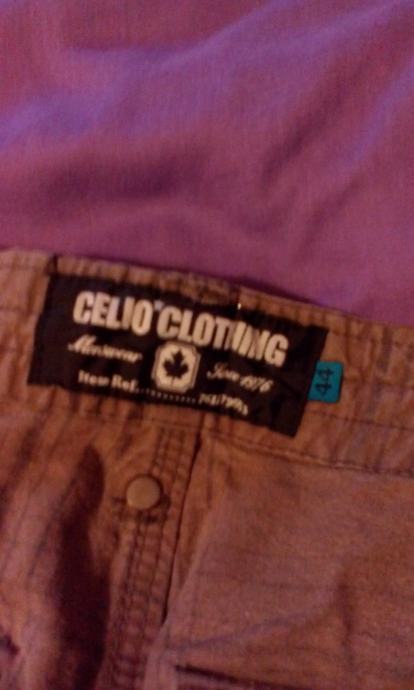 CELIO* CLOTHING
Menswear Since 1976
Item Ref.
44